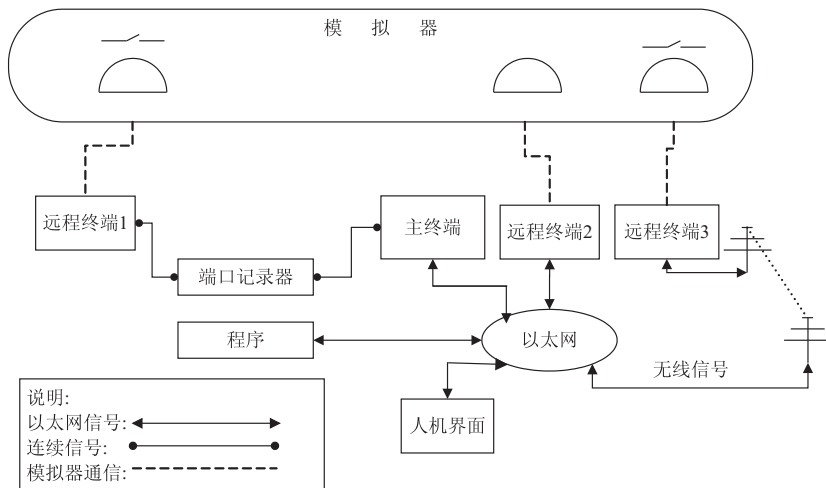 模 拟 器
远程终端1
主终端
远程终端2
远程终端3
端口记录器
程序
以太网
无线信号
人机界面
说明:
以太网信号:
连续信号:
模拟器通信: